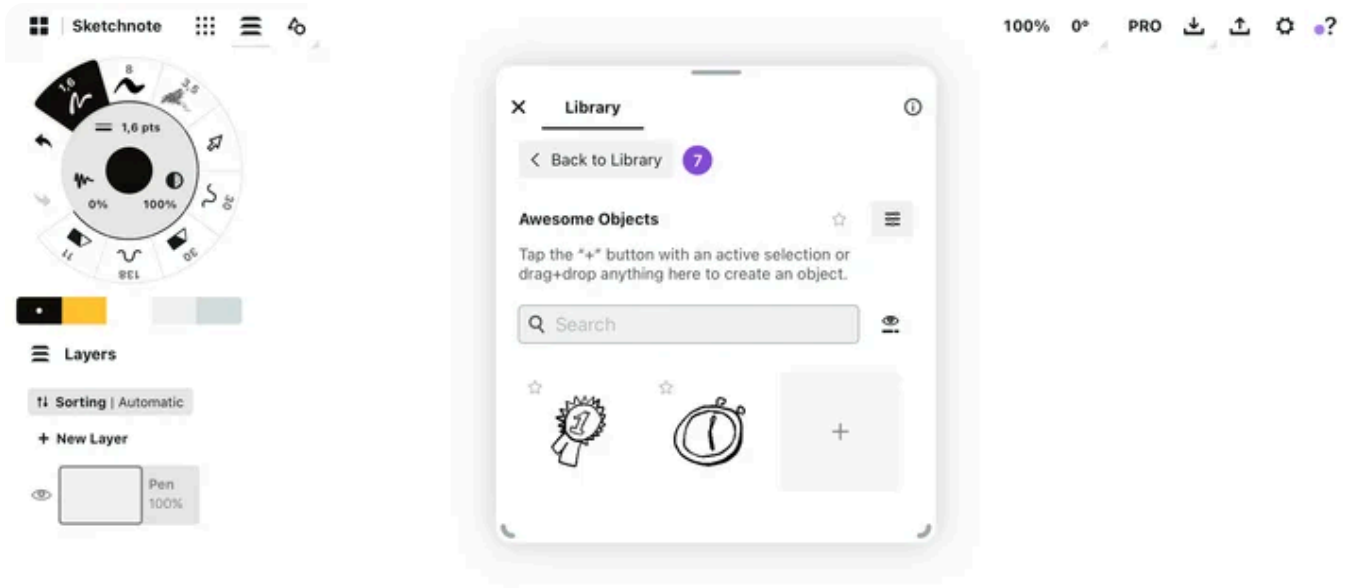 Sketchnote
100% 0° PRO ?
1,6
8
3,5
1,6 pts
0% 100%
30
30
138
11
Layers
Sorting | Automatic
+ New Layer
Pen
100%
Library
Back to Library 7
Awesome Objects
Tap the "+" button with an active selection or
drag+drop anything here to create an object.
Search
1
+